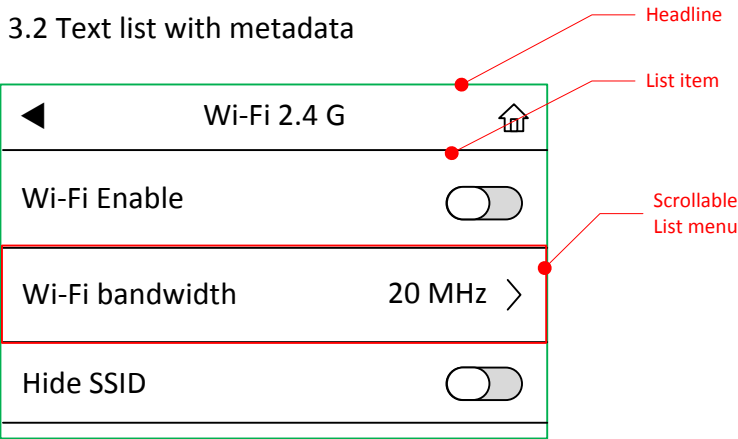 3.2 Text list with metadata
Headline
List item
Wi-Fi 2.4 G
Wi-Fi Enable
Scrollable
List menu
Wi-Fi bandwidth
20 MHz
Hide SSID